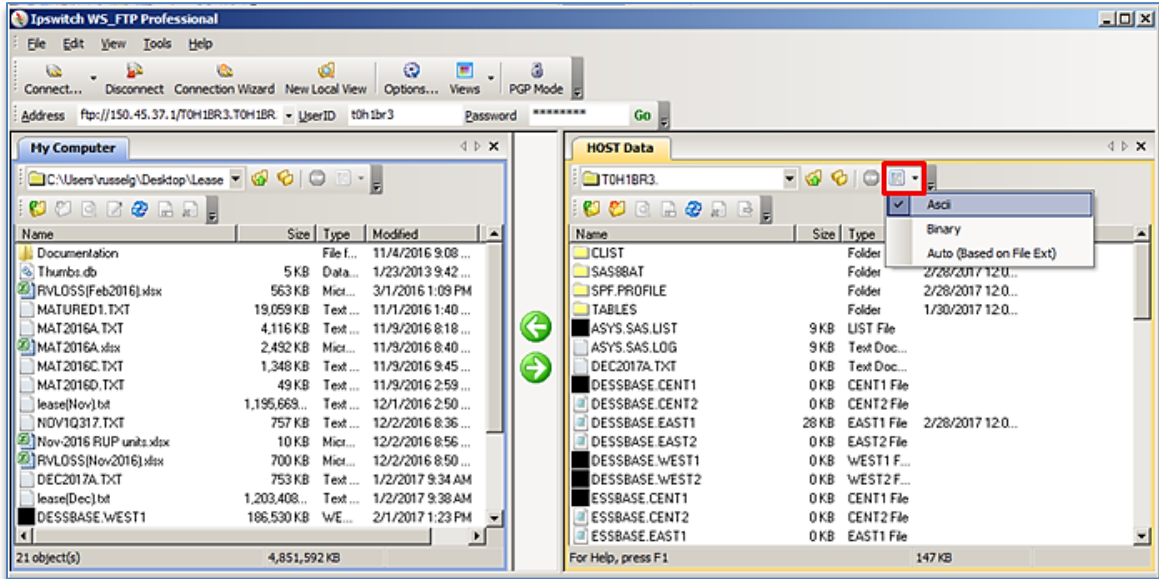 Ipswitch WS_FTP Professional
File Edit View Tools Help
Connect... Disconnect Connection Wizard New Local View Options... Views PGP Mode
Address ftp://150.45.37.1/T0H1BR3.T0H1BR UserID t0h1br3 Password ******** Go
My Computer
C:\Users\russelg\Desktop\Lease
Name Size Type Modified
Documentation File f... 11/4/2016 9:08 ...
Thumbs.db 5 KB Data... 1/23/2013 9:42 ...
RVLOSS(Feb2016).xlsx 563 KB Micr... 3/1/2016 1:09 PM
MATURED1.TXT 19,059 KB Text ... 11/1/2016 1:40 ...
MAT2016A.TXT 4,116 KB Text ... 11/9/2016 8:18 ...
MAT2016A.xlsx 2,492 KB Micr... 11/9/2016 8:40 ...
MAT2016C.TXT 1,348 KB Text ... 11/9/2016 9:45 ...
MAT2016D.TXT 49 KB Text ... 11/9/2016 2:59 ...
lease(Nov).txt 1,195,669... Text ... 12/1/2016 2:50 ...
NOV1Q317.TXT 757 KB Text ... 12/2/2016 8:36 ...
Nov-2016 RUP units.xlsx 10 KB Micr... 12/2/2016 8:56 ...
RVLOSS(Nov2016).xlsx 700 KB Micr... 12/2/2016 8:50 ...
DEC2017A.TXT 753 KB Text ... 1/2/2017 9:34 AM
lease(Dec).txt 1,203,408... Text ... 1/2/2017 9:38 AM
DESSBASE.WEST1 186,530 KB WE... 2/1/2017 1:23 PM
21 object(s) 4,851,592 KB
HOST Data
T0H1BR3.
Ascii
Binary
Auto (Based on File Ext)
Name Size Type
CLIST Folder
SAS8BAT Folder 2/28/2017 12:0...
SPF.PROFILE Folder 2/28/2017 12:0...
TABLES Folder 1/30/2017 12:0...
ASYS.SAS.LIST 9 KB LIST File
ASYS.SAS.LOG 9 KB Text Doc...
DEC2017A.TXT 0 KB Text Doc...
DESSBASE.CENT1 0 KB CENT1 File
DESSBASE.CENT2 0 KB CENT2 File
DESSBASE.EAST1 28 KB EAST1 File 2/28/2017 12:0...
DESSBASE.EAST2 0 KB EAST2 File
DESSBASE.WEST1 0 KB WEST1 F...
DESSBASE.WEST2 0 KB WEST2 F...
ESSBASE.CENT1 0 KB CENT1 File
ESSBASE.CENT2 0 KB CENT2 File
ESSBASE.EAST1 0 KB EAST1 File
For Help, press F1 147 KB